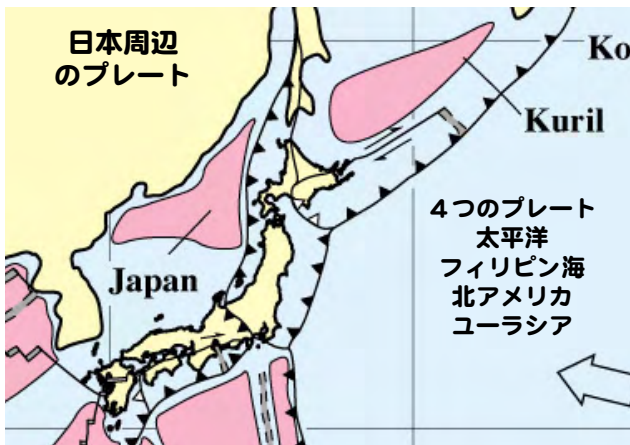 日本周辺
のプレート
Ko
Kuril
4つのプレート
太平洋
フィリピン海
北アメリカ
ユーラシア
Japan